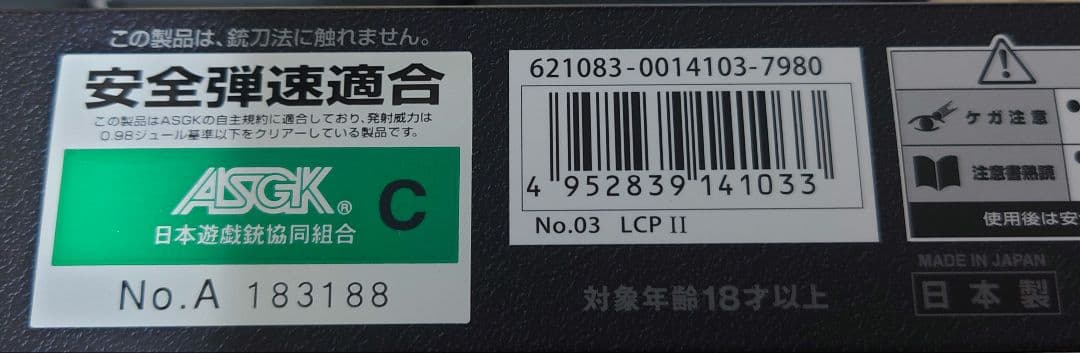 この製品は、銃刀法に触れません。
安全弾速適合
この製品はASGKの自主規約に適合しており、発射威力は
0.98ジュール基準以下をクリアーしている製品です。
ASGK® C
日本遊戯銃協同組合
No.A 183188
621083-0014103-7980
4 952839 141033
No.03 LCP II
対象年齢18才以上
ケガ注意
注意書熟読
使用後は安
MADE IN JAPAN
日本製